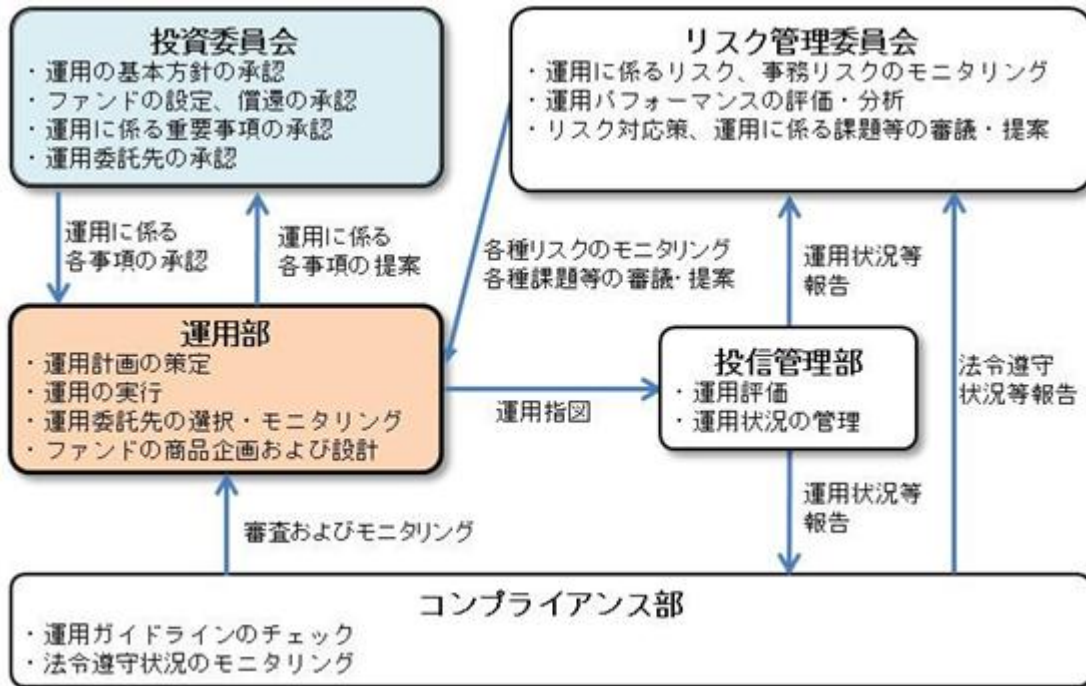 投資委員会
・運用の基本方針の承認
・ファンドの設定、償還の承認
・運用に係る重要事項の承認
・運用委託先の承認
リスク管理委員会
・運用に係るリスク、事務リスクのモニタリング
・運用パフォーマンスの評価・分析
・リスク対応策、運用に係る課題等の審議・提案
運用に係る
各事項の承認
運用に係る
各事項の提案
各種リスクのモニタリング
各種課題等の審議・提案
運用状況等
報告
運用部
・運用計画の策定
・運用の実行
・運用委託先の選択・モニタリング
・ファンドの商品企画および設計
運用指図
投信管理部
・運用評価
・運用状況の管理
法令遵守
状況等報告
審査およびモニタリング
運用状況等
報告
コンプライアンス部
・運用ガイドラインのチェック
・法令遵守状況のモニタリング